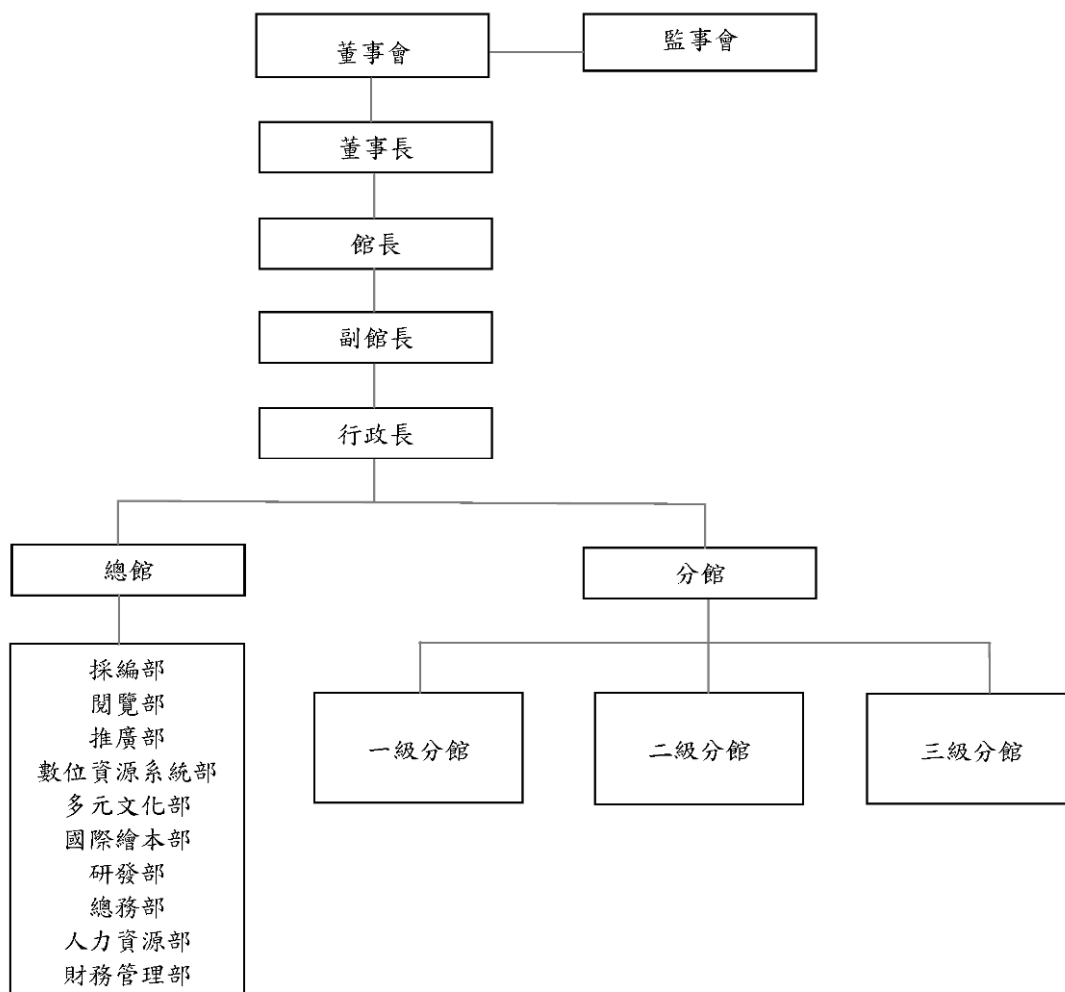 董事會
監事會
董事長
館長
副館長
行政長
總館
分館
採編部
閱覽部
推廣部
數位資源系統部
多元文化部
國際繪本部
研發部
總務部
人力資源部
財務管理部
一級分館
二級分館
三級分館